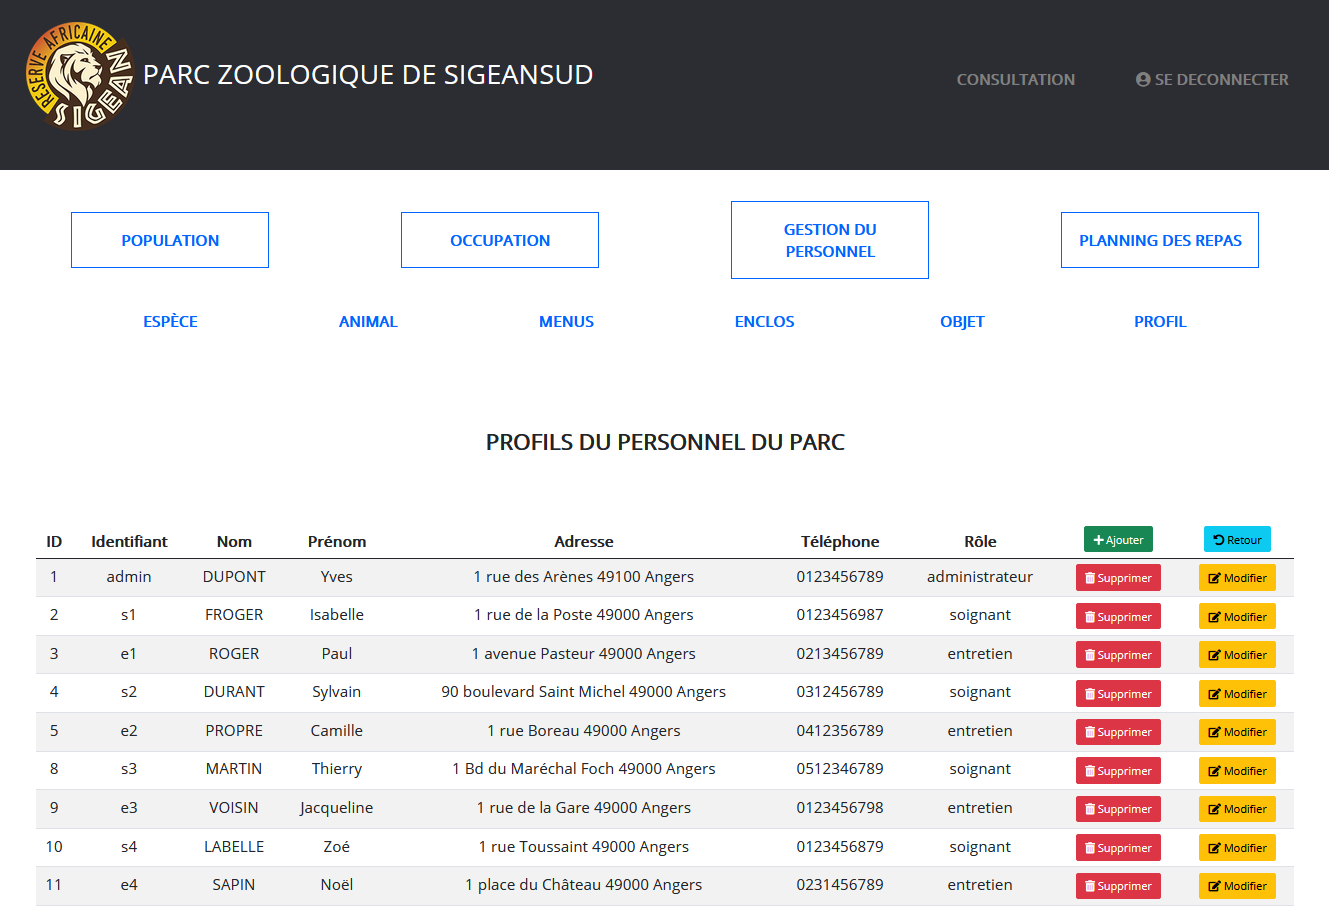 RESERVE AFRICAINE
SIGEAN
PARC ZOOLOGIQUE DE SIGEANSUD
CONSULTATION
SE DECONNECTER
POPULATION
OCCUPATION
GESTION DU
PERSONNEL
PLANNING DES REPAS
ESPÈCE ANIMAL MENUS ENCLOS OBJET PROFIL
PROFILS DU PERSONNEL DU PARC
ID Identifiant Nom Prénom Adresse Téléphone Rôle Ajouter Retour
1 admin DUPONT Yves 1 rue des Arènes 49100 Angers 0123456789 administrateur Supprimer Modifier
2 s1 FROGER Isabelle 1 rue de la Poste 49000 Angers 0123456987 soignant Supprimer Modifier
3 e1 ROGER Paul 1 avenue Pasteur 49000 Angers 0213456789 entretien Supprimer Modifier
4 s2 DURANT Sylvain 90 boulevard Saint Michel 49000 Angers 0312456789 soignant Supprimer Modifier
5 e2 PROPRE Camille 1 rue Boreau 49000 Angers 0412356789 entretien Supprimer Modifier
8 s3 MARTIN Thierry 1 Bd du Maréchal Foch 49000 Angers 0512346789 soignant Supprimer Modifier
9 e3 VOISIN Jacqueline 1 rue de la Gare 49000 Angers 0123456798 entretien Supprimer Modifier
10 s4 LABELLE Zoé 1 rue Toussaint 49000 Angers 0123456879 soignant Supprimer Modifier
11 e4 SAPIN Noël 1 place du Château 49000 Angers 0231456789 entretien Supprimer Modifier